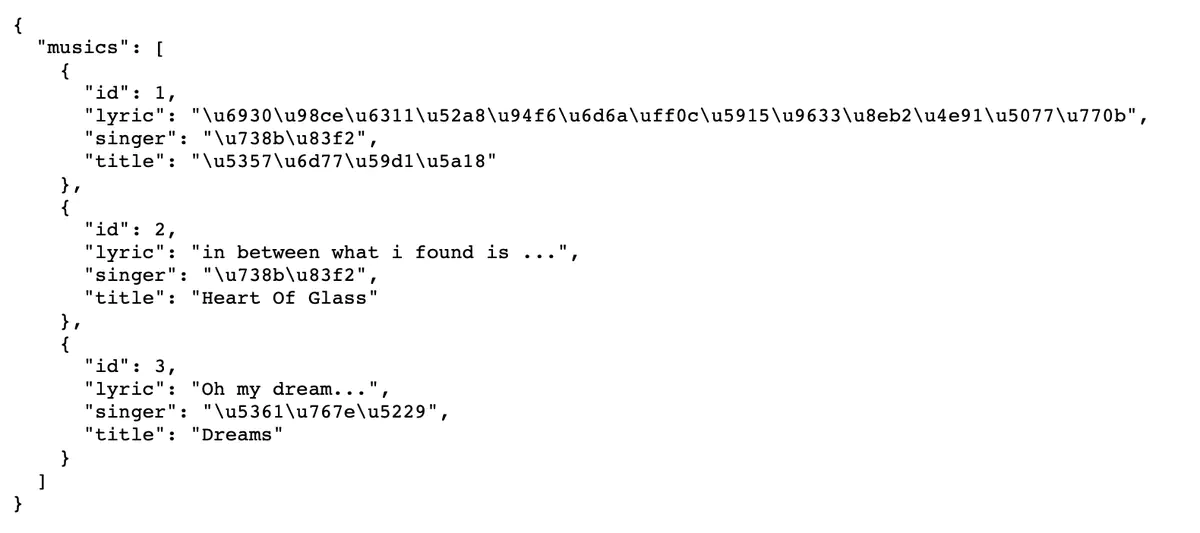 {
  "musics": [
    {
      "id": 1,
      "lyric": "\u6930\u98ce\u6311\u52a8\u94f6\u6d6a\uff0c\u5915\u9633\u8eb2\u4e91\u5077\u770b",
      "singer": "\u738b\u83f2",
      "title": "\u5357\u6d77\u59d1\u5a18"
    },
    {
      "id": 2,
      "lyric": "in between what i found is ...",
      "singer": "\u738b\u83f2",
      "title": "Heart Of Glass"
    },
    {
      "id": 3,
      "lyric": "Oh my dream...",
      "singer": "\u5361\u767e\u5229",
      "title": "Dreams"
    }
  ]
}